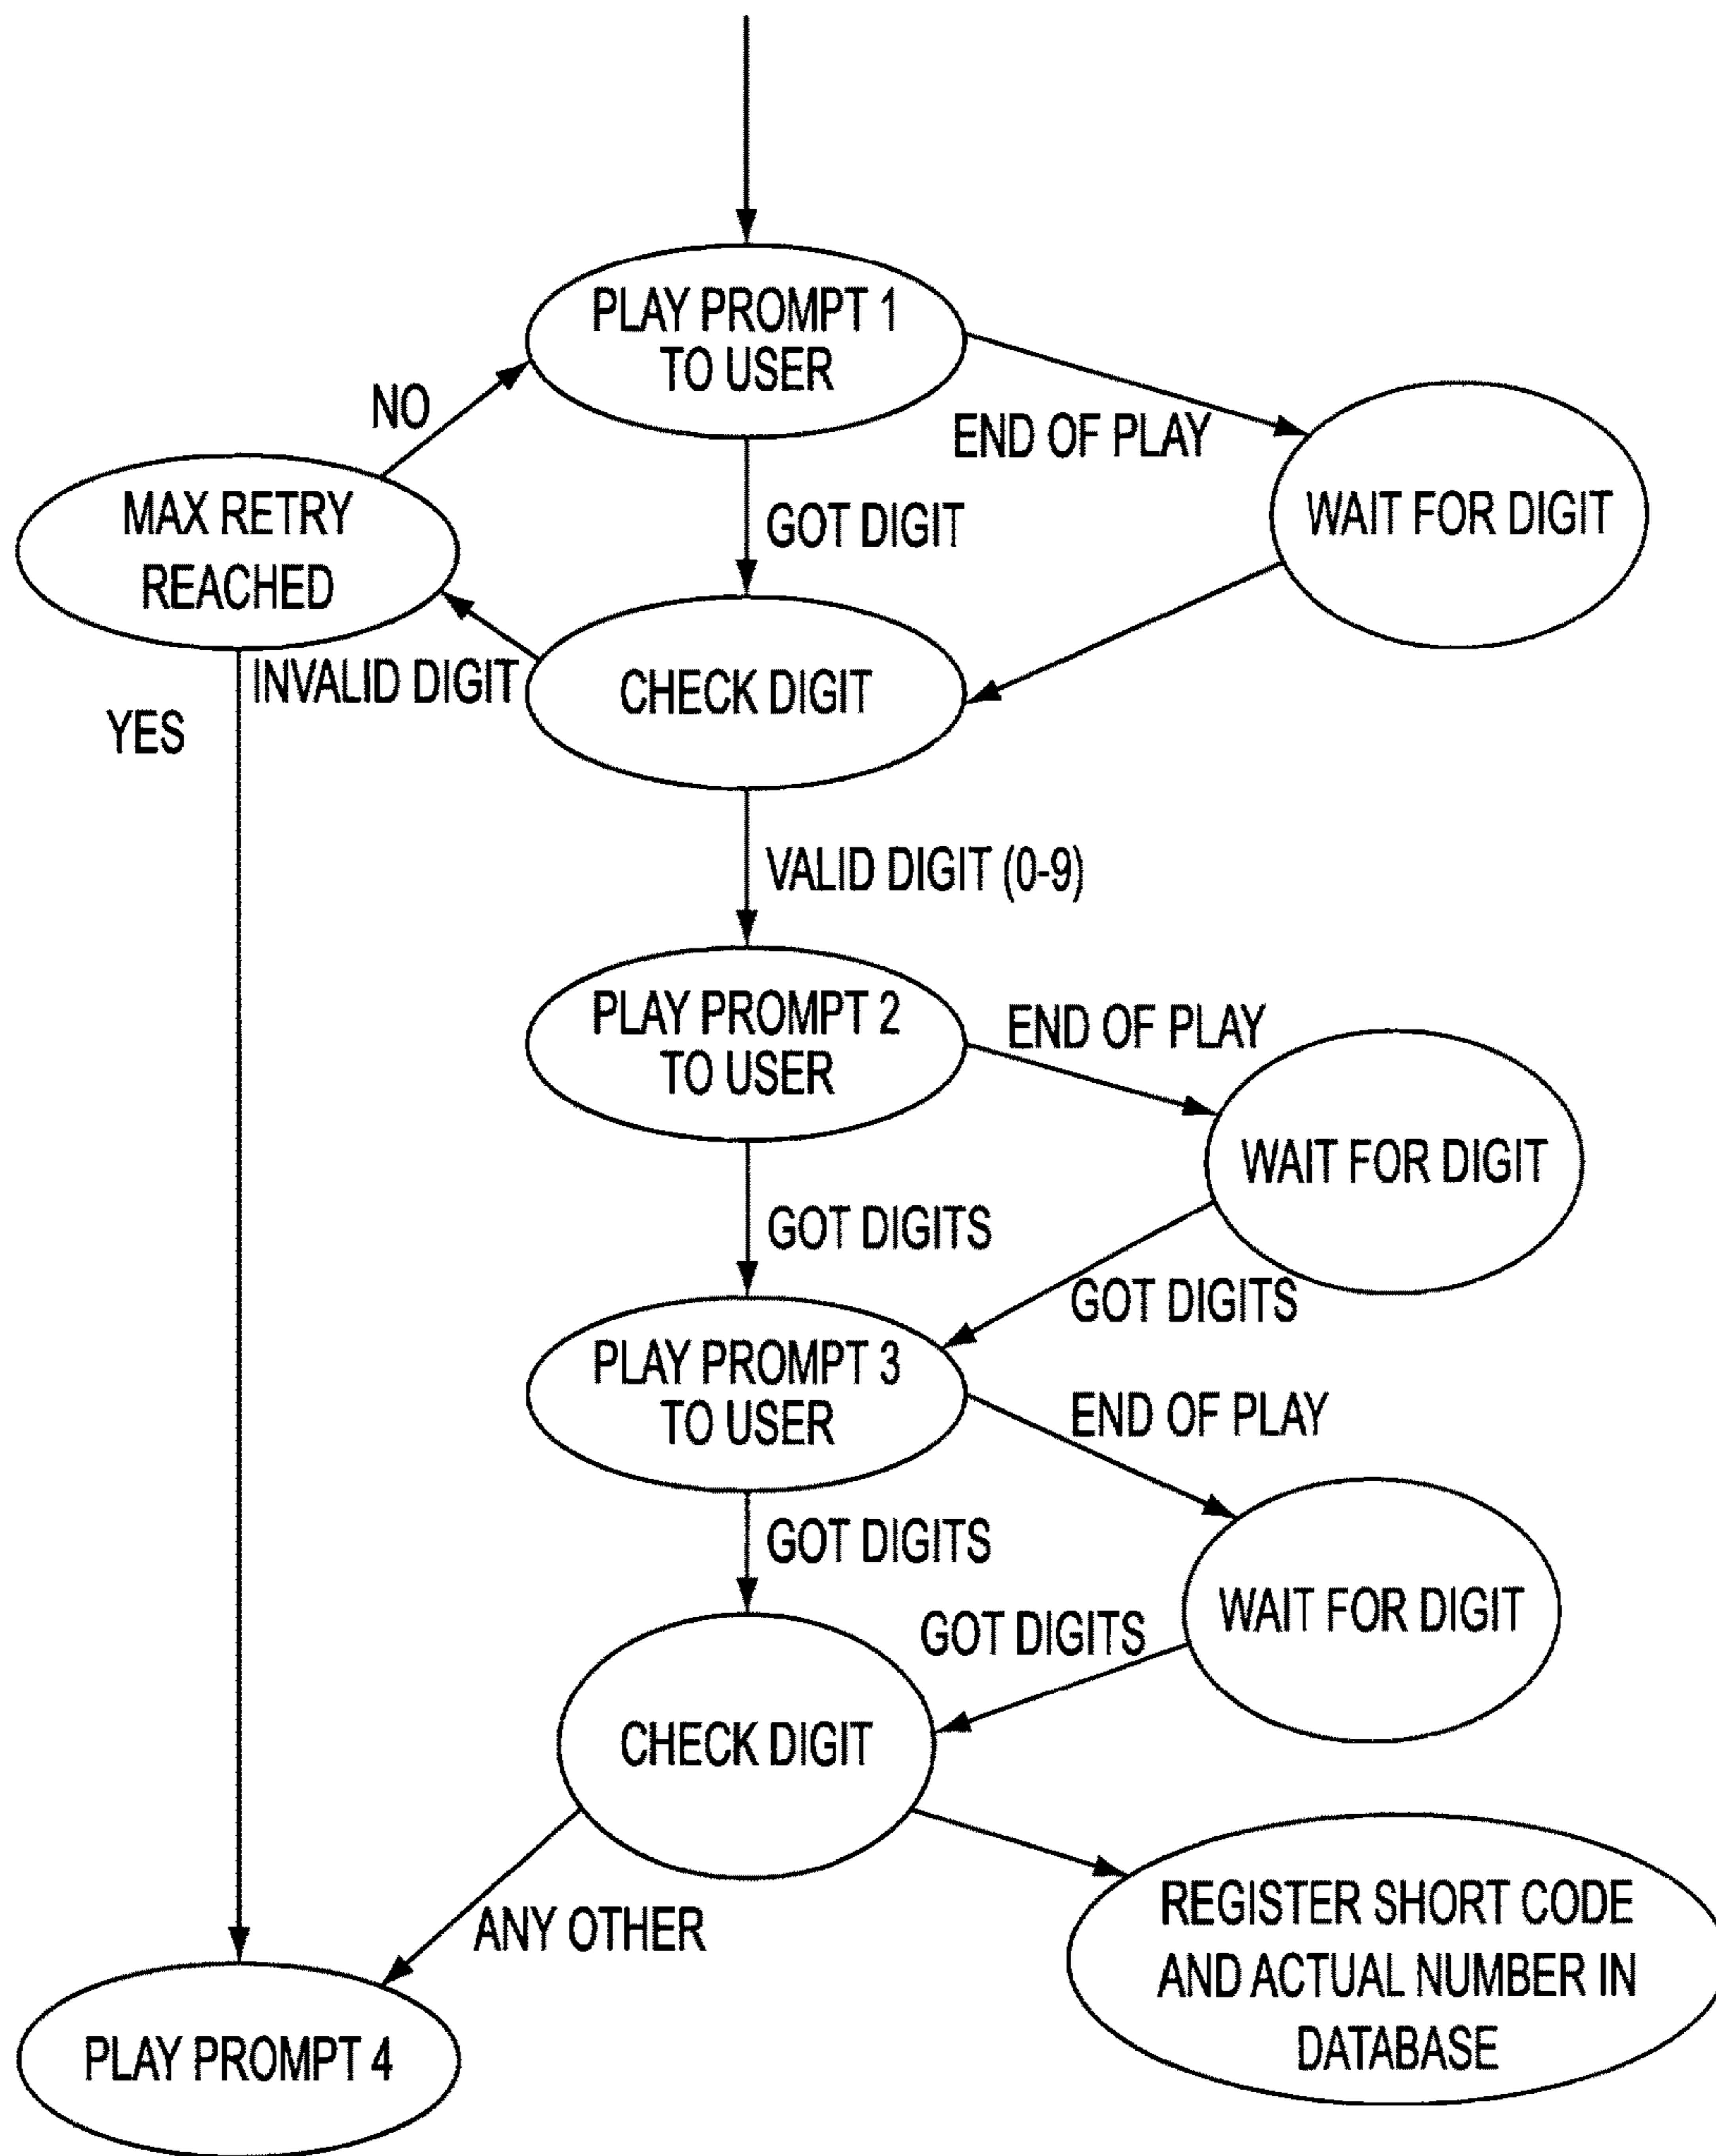 PLAY PROMPT 1
TO USER
NO
END OF PLAY
MAX RETRY
REACHED
GOT DIGIT
WAIT FOR DIGIT
INVALID DIGIT
CHECK DIGIT
YES
VALID DIGIT (0-9)
PLAY PROMPT 2
TO USER
END OF PLAY
WAIT FOR DIGIT
GOT DIGITS
GOT DIGITS
PLAY PROMPT 3
TO USER
END OF PLAY
GOT DIGITS
WAIT FOR DIGIT
GOT DIGITS
CHECK DIGIT
ANY OTHER
REGISTER SHORT CODE
AND ACTUAL NUMBER IN
DATABASE
PLAY PROMPT 4